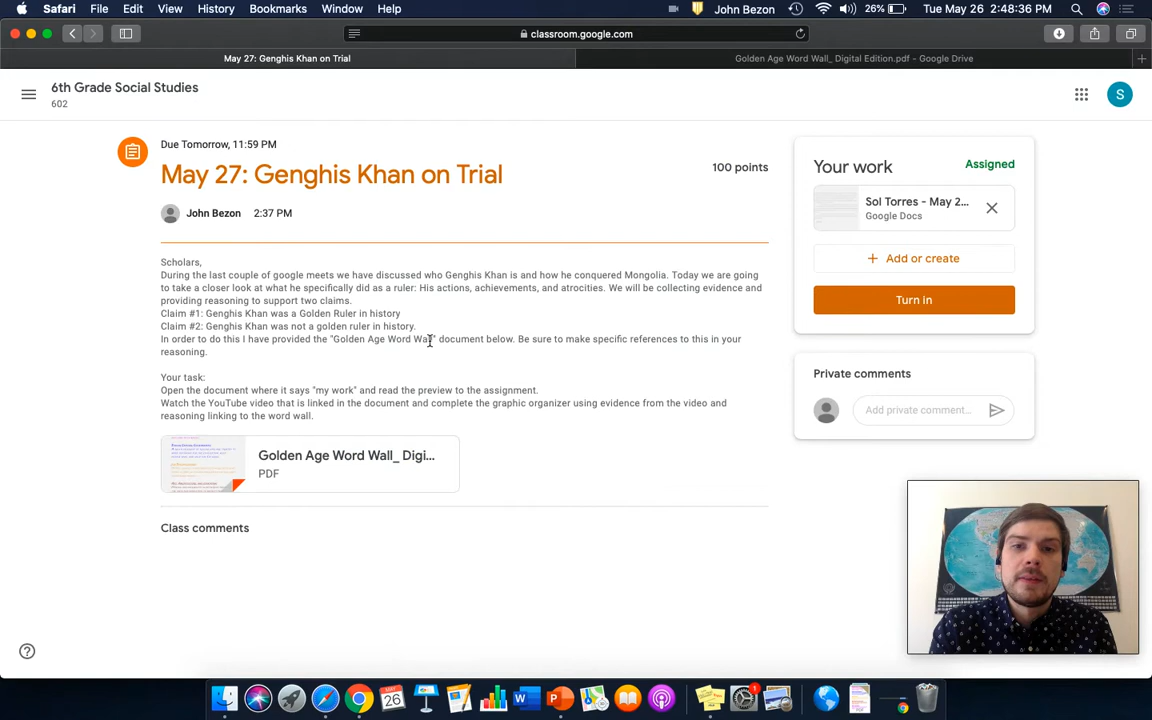 Safari File Edit View History Bookmarks Window Help John Bezon 26% Tue May 26 2:48:36 PM
classroom.google.com
May 27: Genghis Khan on Trial Golden Age Word Wall_ Digital Edition.pdf - Google Drive
6th Grade Social Studies
602
S
Due Tomorrow, 11:59 PM
May 27: Genghis Khan on Trial
100 points
John Bezon 2:37 PM
Scholars,
During the last couple of google meets we have discussed who Genghis Khan is and how he conquered Mongolia. Today we are going
to take a closer look at what he specifically did as a ruler: His actions, achievements, and atrocities. We will be collecting evidence and
providing reasoning to support two claims.
Claim #1: Genghis Khan was a Golden Ruler in history
Claim #2: Genghis Khan was not a golden ruler in history.
In order to do this I have provided the "Golden Age Word Wall" document below. Be sure to make specific references to this in your
reasoning.
Your task:
Open the document where it says "my work" and read the preview to the assignment.
Watch the YouTube video that is linked in the document and complete the graphic organizer using evidence from the video and
reasoning linking to the word wall.
Golden Age Word Wall_ Digi...
PDF
Class comments
Your work Assigned
Sol Torres - May 2...
Google Docs
+ Add or create
Turn in
Private comments
Add private comment...
MAY
26
W
P
1